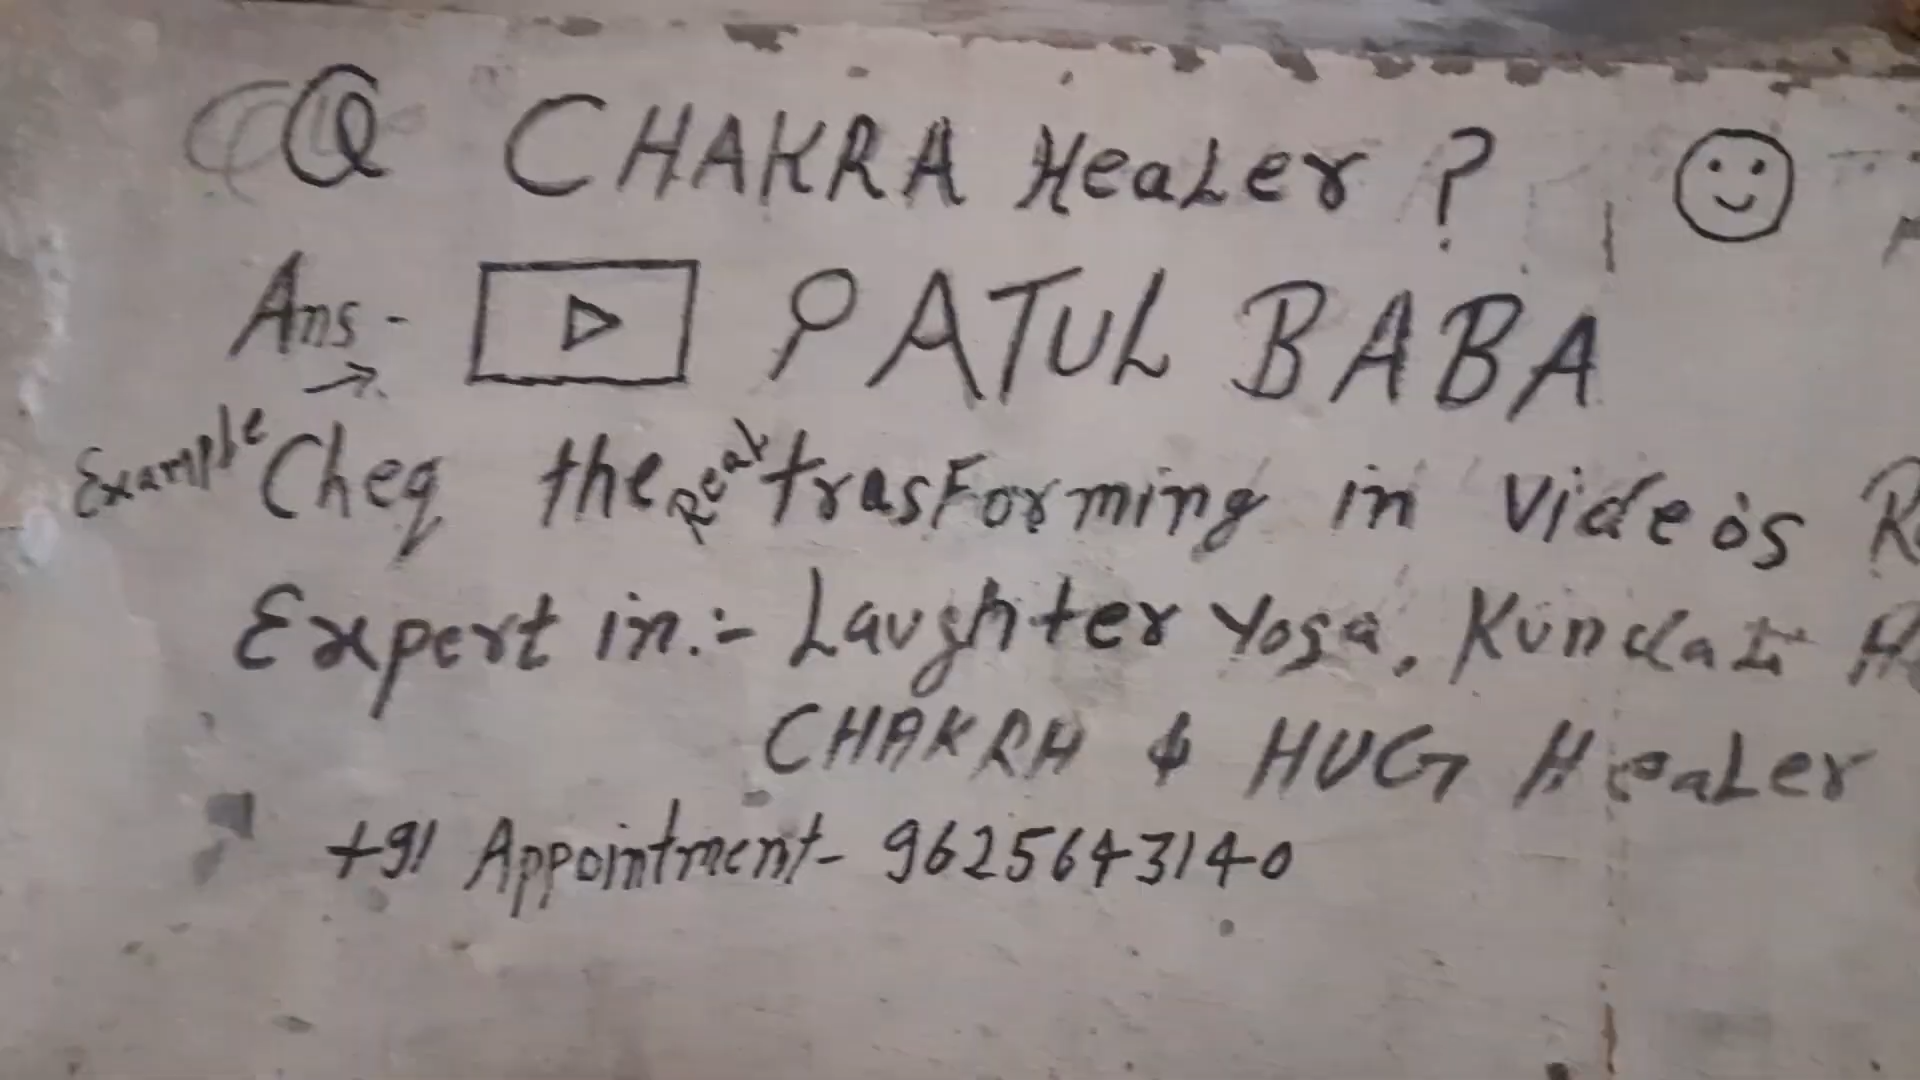 Q CHAKRA HeaLer ?
Ans - PATUL BABA
Example Cheq the Real trasForming in Videos
Expert in :- Laughter Yoga, Kundali
CHAKRA & HUG HeaLer
+91 Appointment - 9625643140